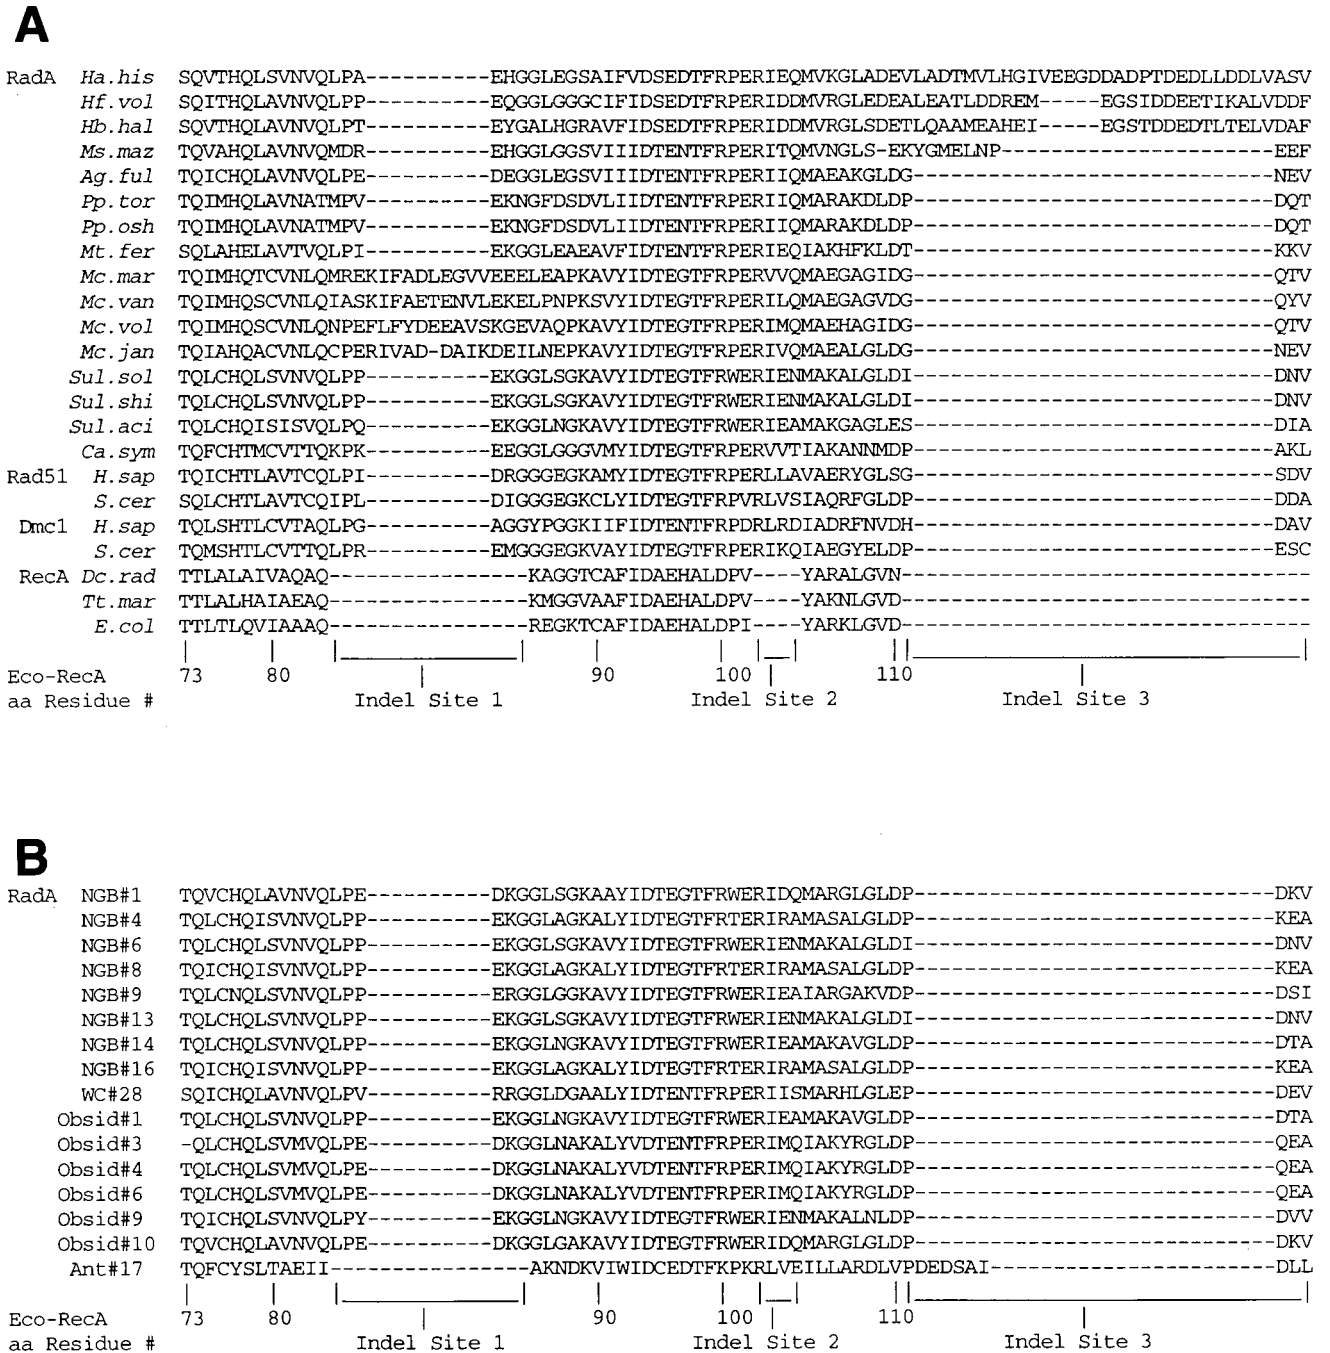 A
RadA Ha.his SQVTHQLSVNVQLPA----------EHGGLEGSAIFVDSEDTFRPERIEQMVKGLADEVLADTMVLHGIVEEGDDADPTDEDLLDDLVASV
Hf.vol SQITHQLAVNVQLPP----------EQGGLGGGCIFIDSEDTFRPERIDDMVRGLEDEALEATLDDREM-----EGSIDDEETIKALVDDF
Hb.hal SQVTHQLAVNVQLPT----------EYGALHGRAVFIDSEDTFRPERIDDMVRGLSDETLQAAMEAHEI-----EGSTDDEDTLTELVDAF
Ms.maz TQVAHQLAVNVQMDR----------EHGGLGGSVIIIDTENTFRPERITQMVNGLS-EKYGMELNP----------------------EEF
Ag.ful TQICHQLAVNVQLPE----------DEGGLEGSVIIIDTENTFRPERIIQMAEAKGLDG-----------------------------NEV
Pp.tor TQIMHQLAVNATMPV----------EKNGFDSDVLIIDTENTFRPERIIQMARAKDLDP-----------------------------DQT
Pp.osh TQIMHQLAVNATMPV----------EKNGFDSDVLIIDTENTFRPERIIQMARAKDLDP-----------------------------DQT
Mt.fer SQLAHELAVTVQLPI----------EKGGLEAEAVFIDTENTFRPERIEQIAKHFKLDT-----------------------------KKV
Mc.mar TQIMHQTCVNLQMREKIFADLEGVVEEELEAPKAVYIDTEGTFRPERVVQMAEGAGIDG-----------------------------QTV
Mc.van TQIMHQSCVNLQIASKIFAETENVLEKELPNPKSVYIDTEGTFRPERILQMAEGAGVDG-----------------------------QYV
Mc.vol TQIMHQSCVNLQNPEFLFYDEEAVSKGEVAQPKAVYIDTEGTFRPERIMQMAEHAGIDG-----------------------------QTV
Mc.jan TQIAHQACVNLQCPERIVAD-DAIKDEILNEPKAVYIDTEGTFRPERIVQMAEALGLDG-----------------------------NEV
Sul.sol TQLCHQLSVNVQLPP----------EKGGLSGKAVYIDTEGTFRWERIENMAKALGLDI-----------------------------DNV
Sul.shi TQLCHQLSVNVQLPP----------EKGGLSGKAVYIDTEGTFRWERIENMAKALGLDI-----------------------------DNV
Sul.aci TQLCHQISISVQLPQ----------EKGGLNGKAVYIDTEGTFRWERIEAMAKGAGLES-----------------------------DIA
Ca.sym TQFCHTMCVTTQKPK----------EEGGLGGGVMYIDTEGTFRPERVVTIAKANNMDP-----------------------------AKL
Rad51 H.sap TQICHTLAVTCQLPI----------DRGGGEGKAMYIDTEGTFRPERLLAVAERYGLSG-----------------------------SDV
S.cer SQLCHTLAVTCQIPL----------DIGGGEGKCLYIDTEGTFRPVRLVSIAQRFGLDP-----------------------------DDA
Dmc1 H.sap TQLSHTLCVTAQLPG----------AGGYPGGKIIFIDTENTFRPDRLRDIADRFNVDH-----------------------------DAV
S.cer TQMSHTLCVTTQLPR----------EMGGGEGKVAYIDTEGTFRPERIKQIAEGYELDP-----------------------------ESC
RecA Dc.rad TTLALAIVAQAQ----------------KAGGTCAFIDAEHALDPV----YARALGVN---------------------------------
Tt.mar TTLALHAIAEAQ----------------KMGGVAAFIDAEHALDPV----YAKNLGVD---------------------------------
E.col TTLTLQVIAAAQ----------------REGKTCAFIDAEHALDPI----YARKLGVD---------------------------------
Eco-RecA 73 80 90 100 110
aa Residue # Indel Site 1 Indel Site 2 Indel Site 3
B
RadA NGB#1 TQVCHQLAVNVQLPE----------DKGGLSGKAAYIDTEGTFRWERIDQMARGLGLDP-----------------------------DKV
NGB#4 TQLCHQISVNVQLPP----------EKGGLAGKALYIDTEGTFRTERIRAMASALGLDP-----------------------------KEA
NGB#6 TQLCHQLSVNVQLPP----------EKGGLSGKAVYIDTEGTFRWERIENMAKALGLDI-----------------------------DNV
NGB#8 TQICHQISVNVQLPP----------EKGGLAGKALYIDTEGTFRTERIRAMASALGLDP-----------------------------KEA
NGB#9 TQLCNQLSVNVQLPP----------ERGGLGGKAVYIDTEGTFRWERIEAIARGAKVDP-----------------------------DSI
NGB#13 TQLCHQLSVNVQLPP----------EKGGLSGKAVYIDTEGTFRWERIENMAKALGLDI-----------------------------DNV
NGB#14 TQLCHQLSVNVQLPP----------EKGGLNGKAVYIDTEGTFRWERIEAMAKAVGLDP-----------------------------DTA
NGB#16 TQICHQISVNVQLPP----------EKGGLAGKALYIDTEGTFRTERIRAMASALGLDP-----------------------------KEA
WC#28 SQICHQLAVNVQLPV----------RRGGLDGAALYIDTENTFRPERIISMARHLGLEP-----------------------------DEV
Obsid#1 TQLCHQLSVNVQLPP----------EKGGLNGKAVYIDTEGTFRWERIEAMAKAVGLDP-----------------------------DTA
Obsid#3 -QLCHQLSVMVQLPE----------DKGGLNAKALYVDTENTFRPERIMQIAKYRGLDP-----------------------------QEA
Obsid#4 TQLCHQLSVMVQLPE----------DKGGLNAKALYVDTENTFRPERIMQIAKYRGLDP-----------------------------QEA
Obsid#6 TQLCHQLSVMVQLPE----------DKGGLNAKALYVDTENTFRPERIMQIAKYRGLDP-----------------------------QEA
Obsid#9 TQICHQLSVNVQLPY----------EKGGLNGKAVYIDTEGTFRWERIENMAKALNLDP-----------------------------DVV
Obsid#10 TQVCHQLAVNVQLPE----------DKGGLGAKAVYIDTEGTFRWERIDQMARGLGLDP-----------------------------DKV
Ant#17 TQFCYSLTAEII----------------AKNDKVIWIDCEDTFKPKRLVEILLARDLVPDEDSAI-----------------------DLL
Eco-RecA 73 80 90 100 110
aa Residue # Indel Site 1 Indel Site 2 Indel Site 3